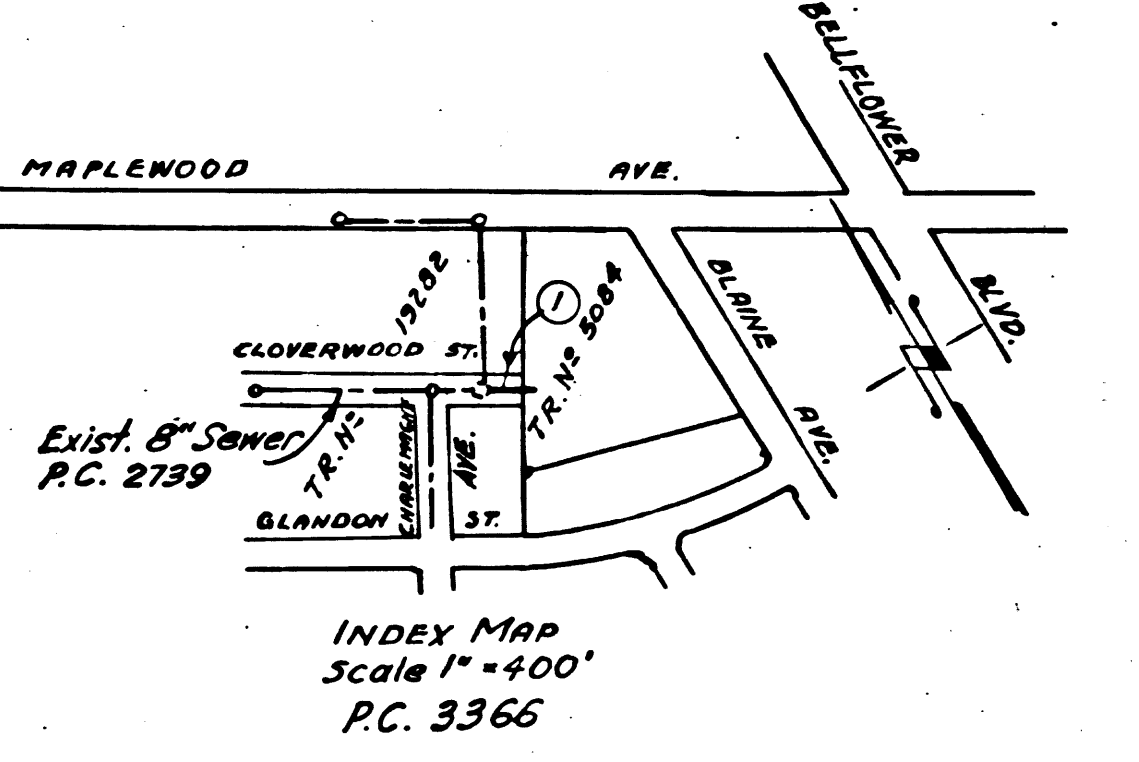 BELLFLOWER
MAPLEWOOD AVE.
19282
1
TR. Nº 5084
BLAINE
BLVD.
CLOVERWOOD ST.
Exist. 8" Sewer
P.C. 2739
TR. Nº
AVE.
AVE.
GLANDON ST.
INDEX MAP
Scale 1" = 400'
P.C. 3366